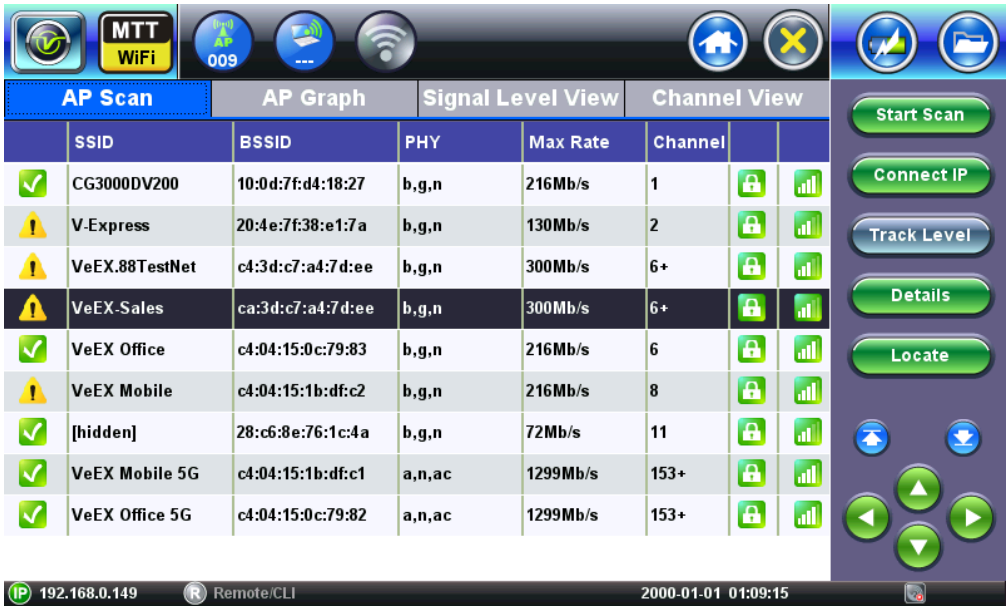 MTT
WiFi
AP
009
---
AP Scan AP Graph Signal Level View Channel View
SSID BSSID PHY Max Rate Channel
CG3000DV200 10:0d:7f:d4:18:27 b,g,n 216Mb/s 1
V-Express 20:4e:7f:38:e1:7a b,g,n 130Mb/s 2
VeEX.88TestNet c4:3d:c7:a4:7d:ee b,g,n 300Mb/s 6+
VeEX-Sales ca:3d:c7:a4:7d:ee b,g,n 300Mb/s 6+
VeEX Office c4:04:15:0c:79:83 b,g,n 216Mb/s 6
VeEX Mobile c4:04:15:1b:df:c2 b,g,n 216Mb/s 8
[hidden] 28:c6:8e:76:1c:4a b,g,n 72Mb/s 11
VeEX Mobile 5G c4:04:15:1b:df:c1 a,n,ac 1299Mb/s 153+
VeEX Office 5G c4:04:15:0c:79:82 a,n,ac 1299Mb/s 153+
Start Scan
Connect IP
Track Level
Details
Locate
IP 192.168.0.149 R Remote/CLI 2000-01-01 01:09:15